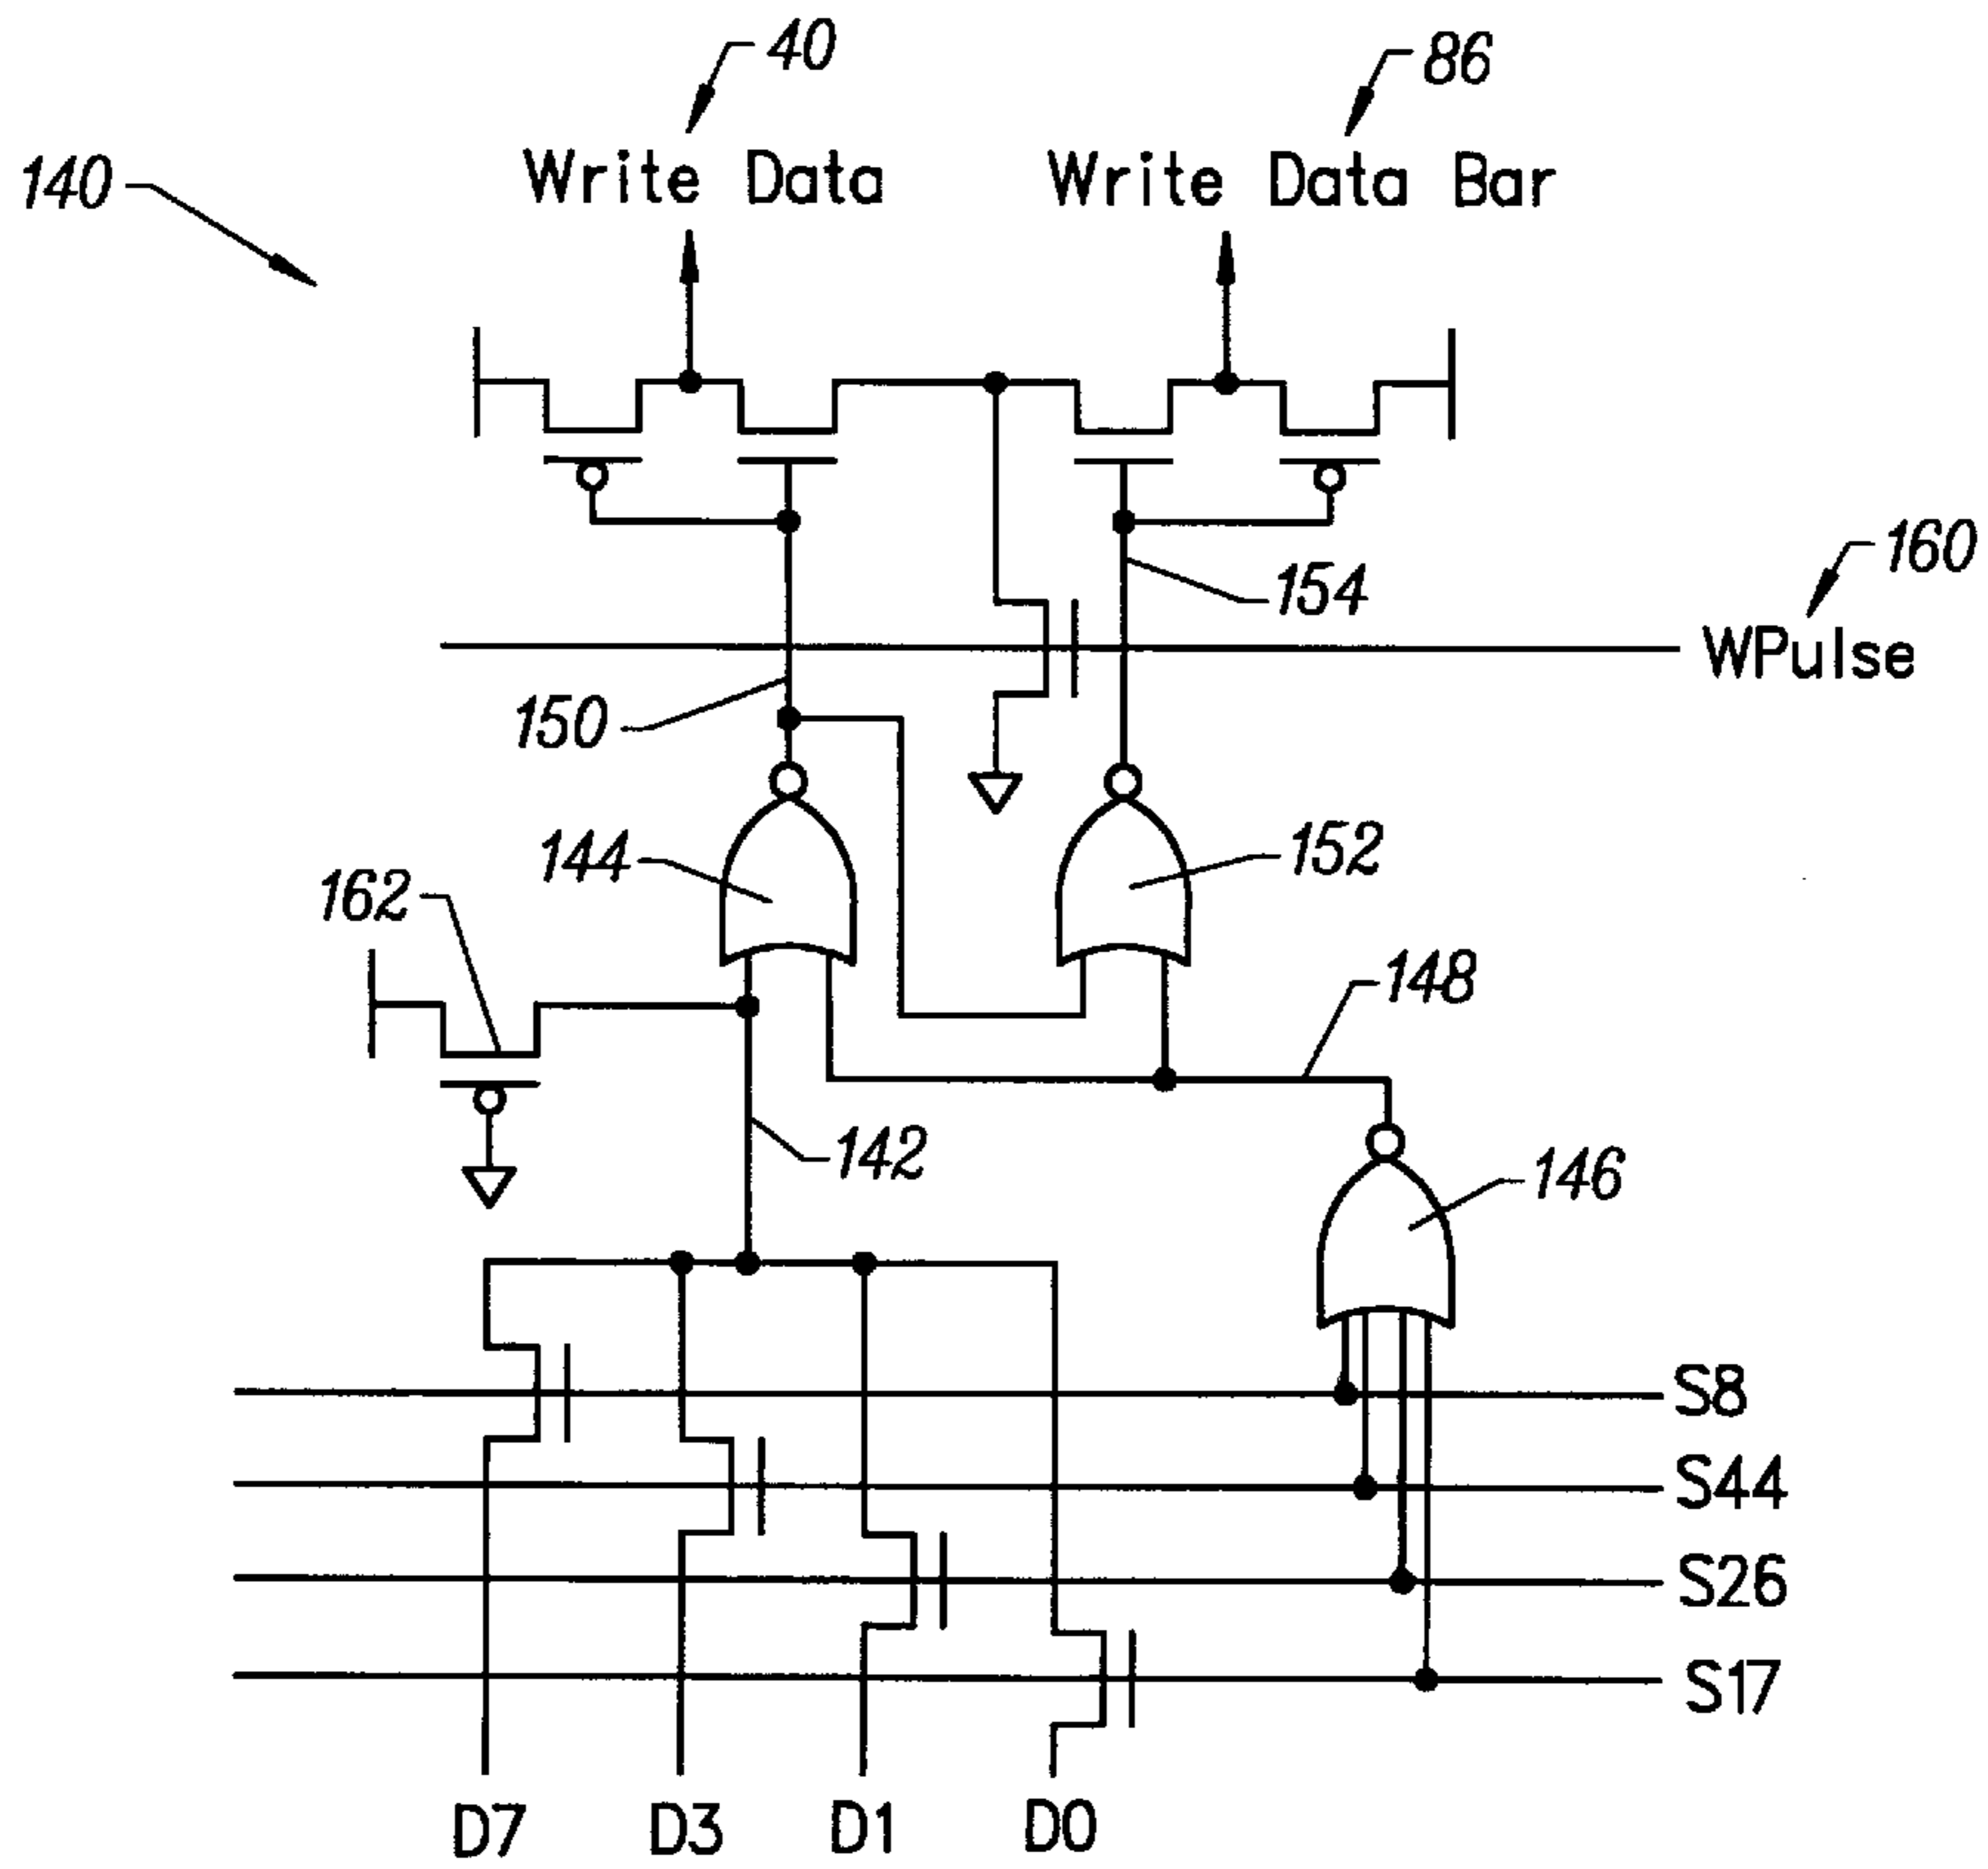 40
86
140
Write Data
Write Data Bar
160
154
WPulse
150
144
152
162
148
142
146
S8
S44
S26
S17
D7
D3
D1
D0